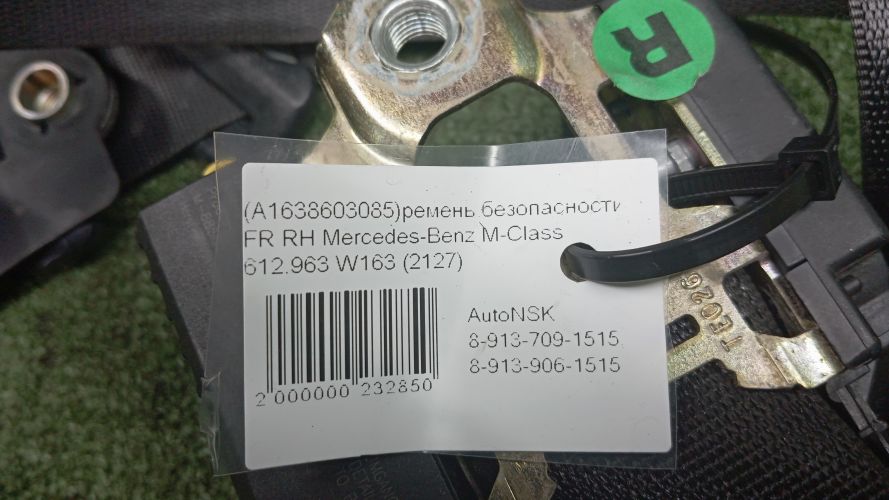 R
(A1638603085)ремень безопасности
FR RH Mercedes-Benz M-Class
612.963 W163 (2127)
AutoNSK
8-913-709-1515
8-913-906-1515
2 000000 232850
TE026